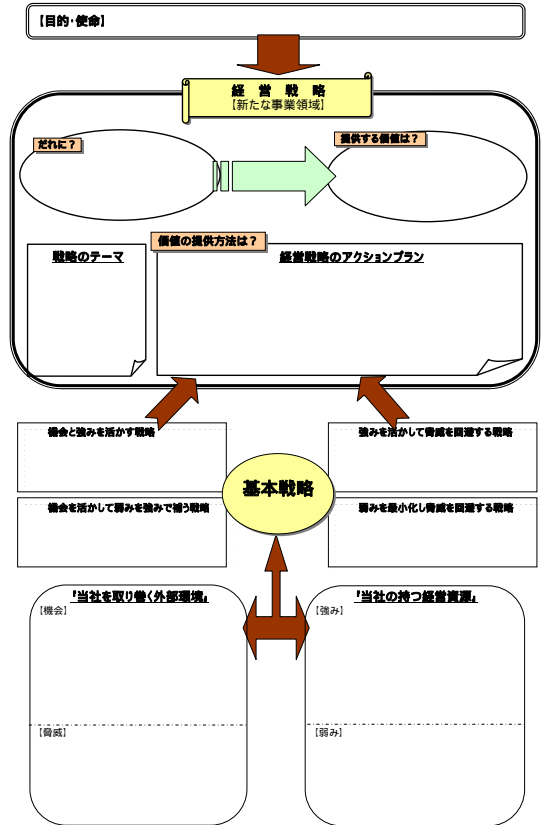 【目的・使命】
経 営 戦 略
【新たな事業領域】
だれに？
提供する価値は？
価値の提供方法は？
戦略のテーマ
経営戦略のアクションプラン
機会と強みを活かす戦略
強みを活かして脅威を回避する戦略
基本戦略
機会を活かして弱みを強みで補う戦略
弱みを最小化し脅威を回避する戦略
『当社を取り巻く外部環境』
『当社の持つ経営資源』
【機会】
【強み】
【脅威】
【弱み】